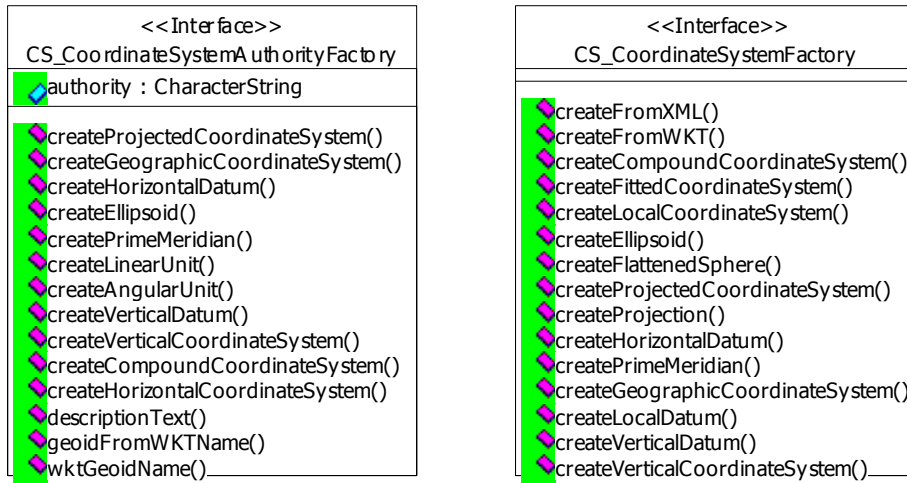 <<Interface>>
CS_CoordinateSystemAuthorityFactory
authority : CharacterString
createProjectedCoordinateSystem()
createGeographicCoordinateSystem()
createHorizontalDatum()
createEllipsoid()
createPrimeMeridian()
createLinearUnit()
createAngularUnit()
createVerticalDatum()
createVerticalCoordinateSystem()
createCompoundCoordinateSystem()
createHorizontalCoordinateSystem()
descriptionText()
geoidFromWKTName()
wktGeoidName()
<<Interface>>
CS_CoordinateSystemFactory
createFromXML()
createFromWKT()
createCompoundCoordinateSystem()
createFittedCoordinateSystem()
createLocalCoordinateSystem()
createEllipsoid()
createFlattenedSphere()
createProjectedCoordinateSystem()
createProjection()
createHorizontalDatum()
createPrimeMeridian()
createGeographicCoordinateSystem()
createLocalDatum()
createVerticalDatum()
createVerticalCoordinateSystem()